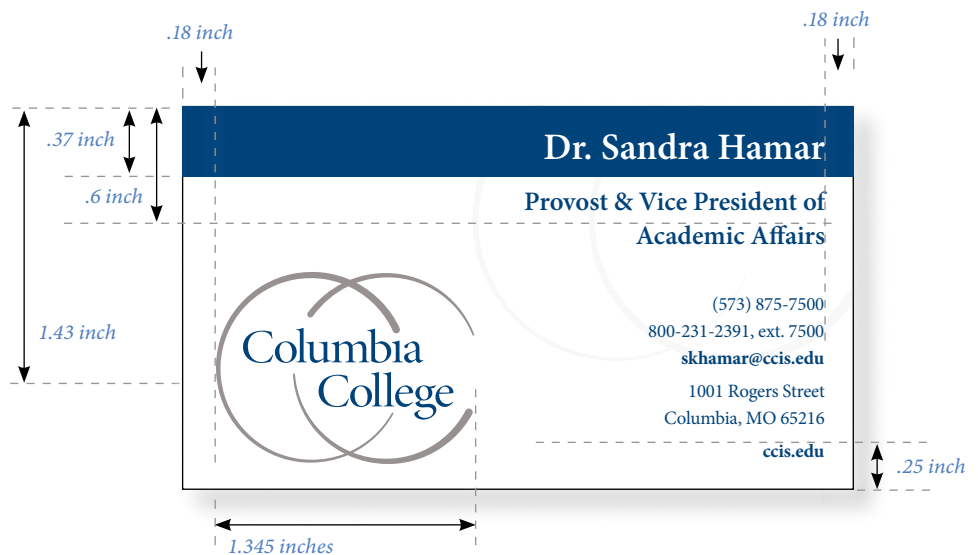 .18 inch
.18 inch
.37 inch
.6 inch
1.43 inch
Dr. Sandra Hamar
Provost & Vice President of
Academic Affairs
(573) 875-7500
800-231-2391, ext. 7500
skhamar@ccis.edu
1001 Rogers Street
Columbia, MO 65216
ccis.edu
Columbia
College
.25 inch
1.345 inches